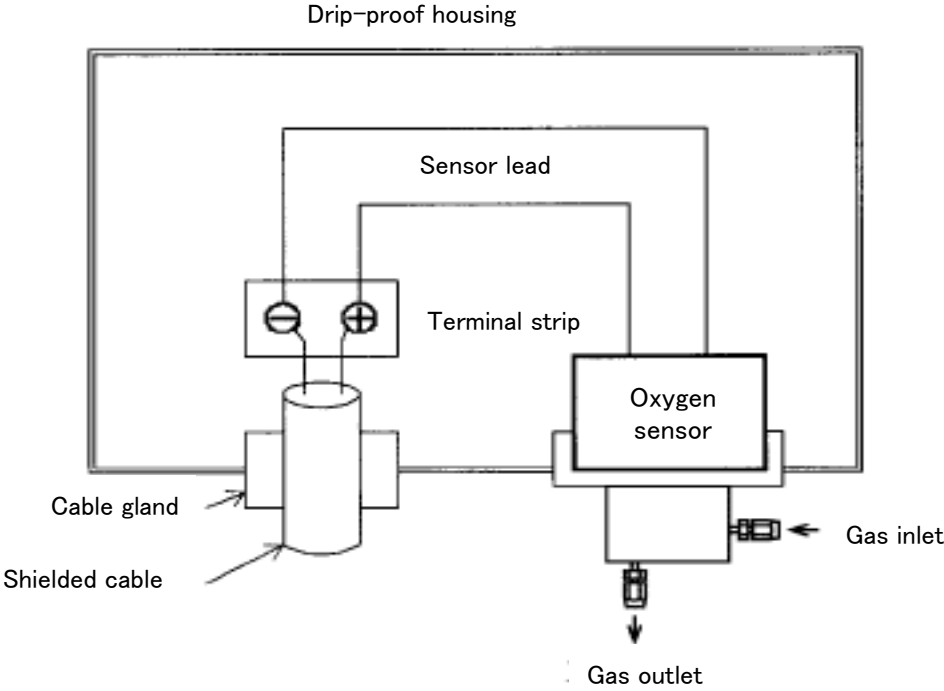 Drip-proof housing
Sensor lead
Terminal strip
Oxygen
sensor
Cable gland
Gas inlet
Shielded cable
Gas outlet